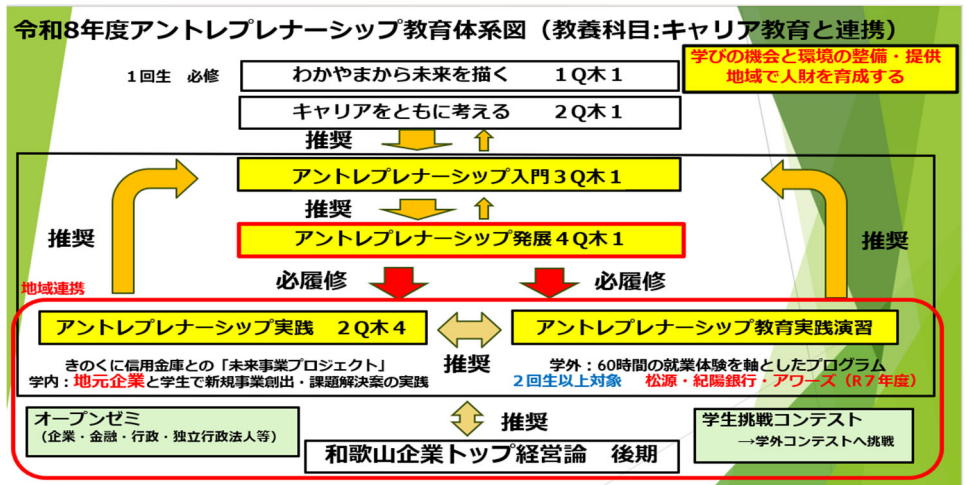 令和8年度アントレプレナーシップ教育体系図（教養科目:キャリア教育と連携）
学びの機会と環境の整備・提供
地域で人財を育成する
1回生　必修
わかやまから未来を描く　　1Q木1
キャリアをともに考える　　2Q木1
推奨
アントレプレナーシップ入門3Q木1
推奨
アントレプレナーシップ発展4Q木1
推奨
推奨
必履修
必履修
地域連携
アントレプレナーシップ実践　2Q木4
アントレプレナーシップ教育実践演習
推奨
きのくに信用金庫との「未来事業プロジェクト」
学内：地元企業と学生で新規事業創出・課題解決案の実践
学外：60時間の就業体験を軸としたプログラム
2回生以上対象　松源・紀陽銀行・アワーズ（R7年度）
オープンゼミ
（企業・金融・行政・独立行政法人等）
推奨
学生挑戦コンテスト
→学外コンテストへ挑戦
和歌山企業トップ経営論　後期